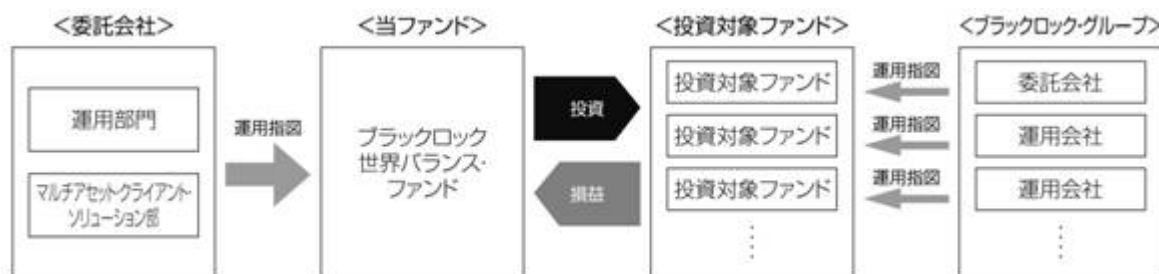 <委託会社>
運用部門
マルチアセット・クライアント・
ソリューション部
運用指図
<当ファンド>
ブラックロック
世界バランス・
ファンド
投資
損益
<投資対象ファンド>
投資対象ファンド
投資対象ファンド
投資対象ファンド
運用指図
運用指図
運用指図
<ブラックロック・グループ>
委託会社
運用会社
運用会社